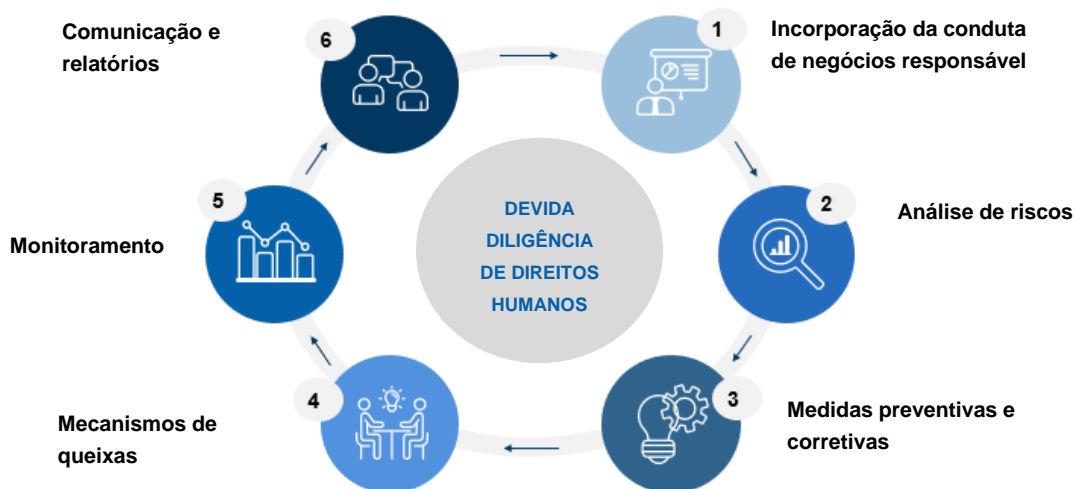 1
Incorporação da conduta
de negócios responsável
2
Análise de riscos
3
Medidas preventivas e
corretivas
4
Mecanismos de
queixas
5
Monitoramento
6
Comunicação e
relatórios
DEVIDA
DILIGÊNCIA
DE DIREITOS
HUMANOS